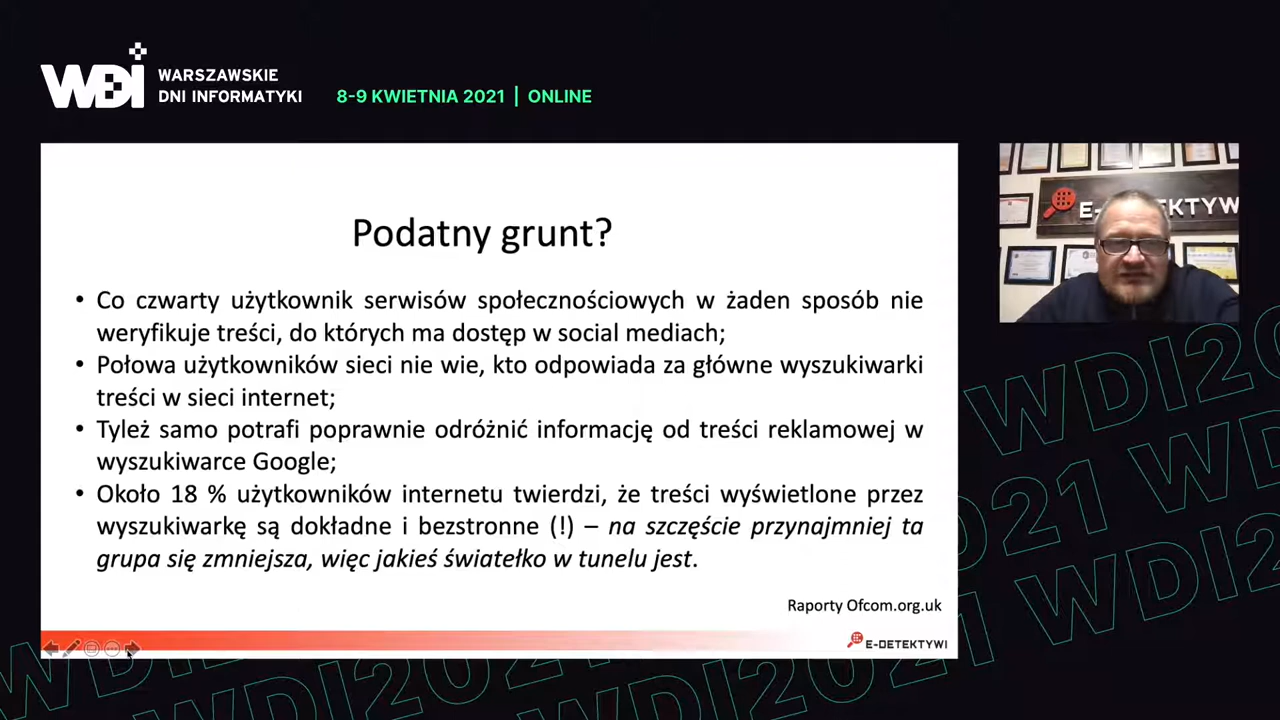 WDI
WARSZAWSKIE
DNI INFORMATYKI
8-9 KWIETNIA 2021 | ONLINE
Podatny grunt?
• Co czwarty użytkownik serwisów społecznościowych w żaden sposób nie
weryfikuje treści, do których ma dostęp w social mediach;
• Połowa użytkowników sieci nie wie, kto odpowiada za główne wyszukiwarki
treści w sieci internet;
• Tyleż samo potrafi poprawnie odróżnić informację od treści reklamowej w
wyszukiwarce Google;
• Około 18 % użytkowników internetu twierdzi, że treści wyświetlone przez
wyszukiwarkę są dokładne i bezstronne (!) – na szczęście przynajmniej ta
grupa się zmniejsza, więc jakieś światełko w tunelu jest.
Raporty Ofcom.org.uk
E-DETEKTYWI
WDI2021
WDI2021
WDI2021